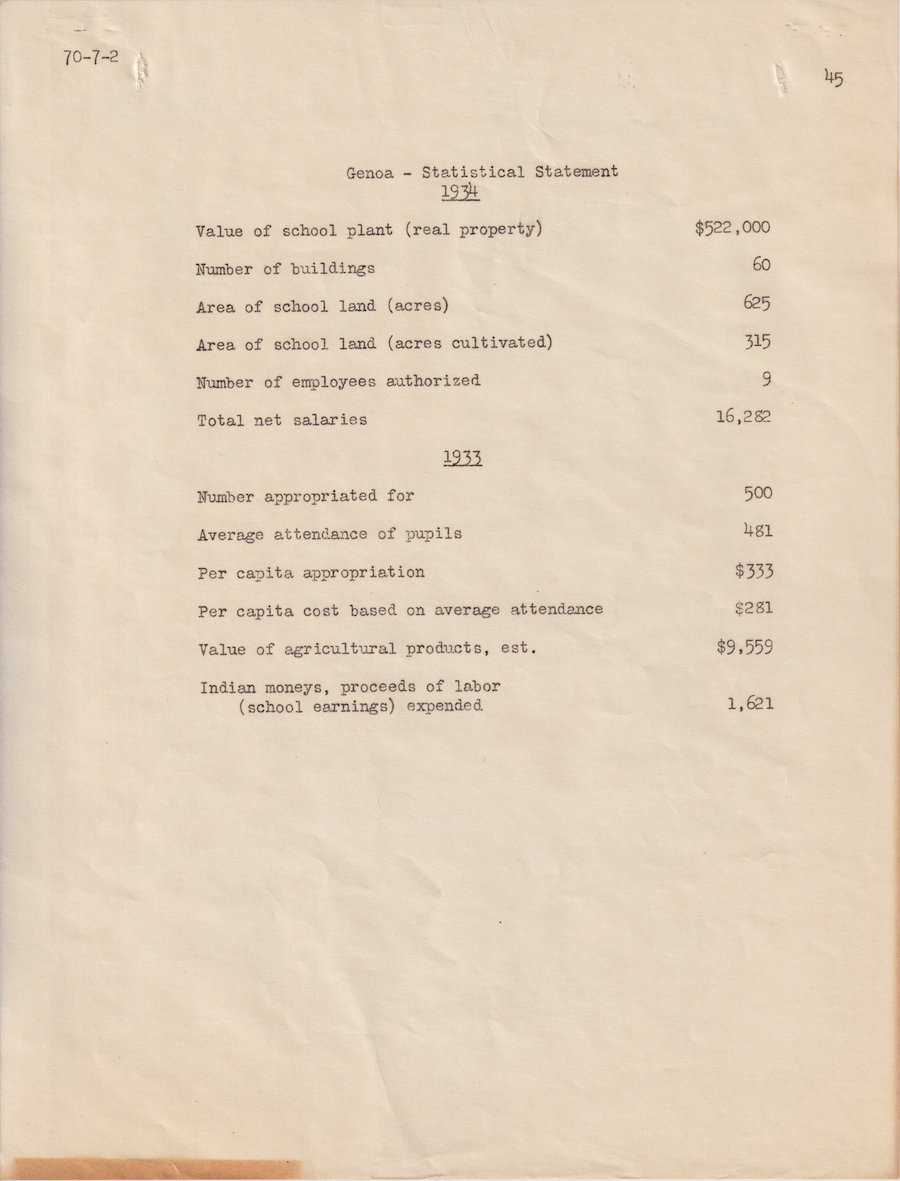 70-7-2
45
Genoa - Statistical Statement
1934
Value of school plant (real property) $522,000
Number of buildings 60
Area of school land (acres) 625
Area of school land (acres cultivated) 315
Number of employees authorized 9
Total net salaries 16,282
1933
Number appropriated for 500
Average attendance of pupils 481
Per capita appropriation $333
Per capita cost based on average attendance $281
Value of agricultural products, est. $9,559
Indian moneys, proceeds of labor
(school earnings) expended 1,621